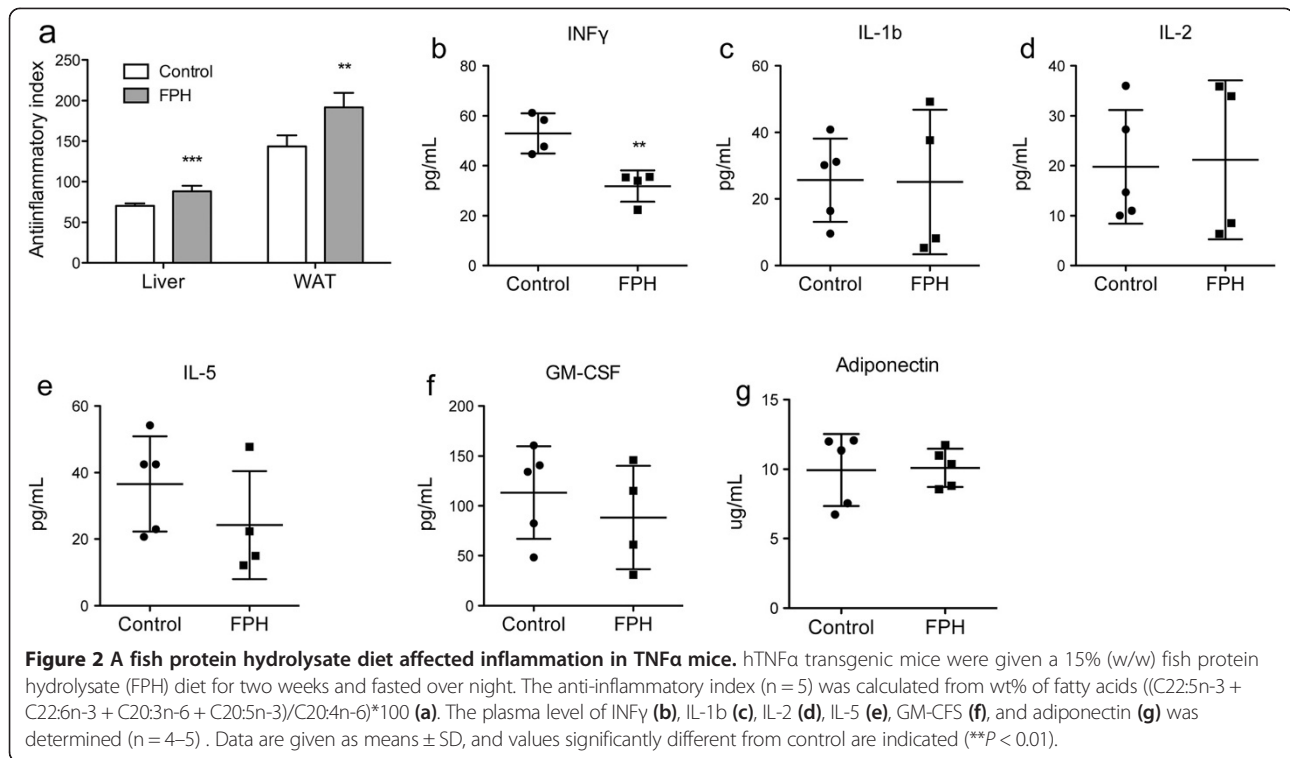 a
Antiinflammatory index
250
200
150
100
50
0
Control
FPH
***
**
Liver
WAT
b
INFγ
pg/mL
80
60
40
20
0
**
Control
FPH
c
IL-1b
pg/mL
60
40
20
0
Control
FPH
d
IL-2
pg/mL
40
30
20
10
0
Control
FPH
e
IL-5
pg/mL
60
40
20
0
Control
FPH
f
GM-CSF
pg/mL
200
150
100
50
0
Control
FPH
g
Adiponectin
ug/mL
15
10
5
0
Control
FPH
Figure 2 A fish protein hydrolysate diet affected inflammation in TNFα mice. hTNFα transgenic mice were given a 15% (w/w) fish protein
hydrolysate (FPH) diet for two weeks and fasted over night. The anti-inflammatory index (n = 5) was calculated from wt% of fatty acids ((C22:5n-3 +
C22:6n-3 + C20:3n-6 + C20:5n-3)/C20:4n-6)*100 (a). The plasma level of INFγ (b), IL-1b (c), IL-2 (d), IL-5 (e), GM-CFS (f), and adiponectin (g) was
determined (n = 4–5) . Data are given as means ± SD, and values significantly different from control are indicated (**P < 0.01).